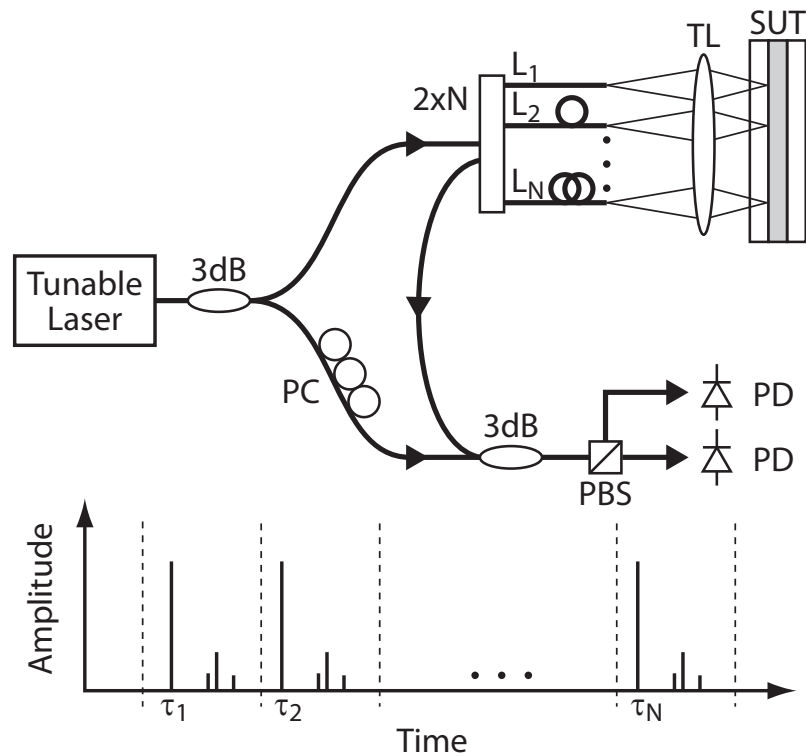 SUT
TL
L1
2xN
L2
LN
3dB
Tunable
Laser
PC
PD
3dB
PD
PBS
Amplitude
τ1
τ2
τN
Time